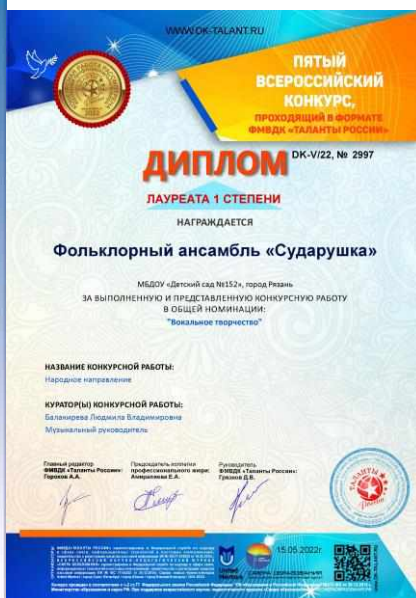 WWW.DK-TALANT.RU
ПЯТЫЙ
ВСЕРОССИЙСКИЙ
КОНКУРС,
ПРОХОДЯЩИЙ В ФОРМАТЕ
ФМВДК «ТАЛАНТЫ РОССИИ»
ДИПЛОМ
DK-V/22, № 2997
ЛАУРЕАТА 1 СТЕПЕНИ
НАГРАЖДАЕТСЯ
Фольклорный ансамбль «Сударушка»
МБДОУ «Детский сад №152», город Рязань
ЗА ВЫПОЛНЕННУЮ И ПРЕДСТАВЛЕННУЮ КОНКУРСНУЮ РАБОТУ
В ОБЩЕЙ НОМИНАЦИИ:
"Вокальное творчество"
НАЗВАНИЕ КОНКУРСНОЙ РАБОТЫ:
Народное направление
КУРАТОР(Ы) КОНКУРСНОЙ РАБОТЫ:
Балакирева Людмила Владимировна
Музыкальный руководитель
Главный редактор
ФМВДК «Таланты России»:
Горохов А.А.
Председатель коллегии
профессионального жюри:
Руководитель
ФМВДК «Таланты России»:
Грязнов Д.В.
15.05.2022г.
ТАЛАНТЫ